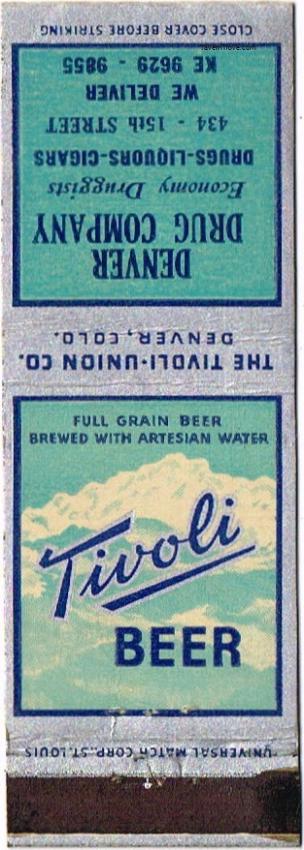 CLOSE COVER BEFORE STRIKING
DENVER
DRUG COMPANY
Economy Druggists
DRUGS-LIQUORS-CIGARS
434 - 15th STREET
WE DELIVER
KE 9629 - 9855
THE TIVOLI-UNION CO.
DENVER, COLO.
FULL GRAIN BEER
BREWED WITH ARTESIAN WATER
Tivoli
BEER
UNIVERSAL MATCH CORP., ST. LOUIS